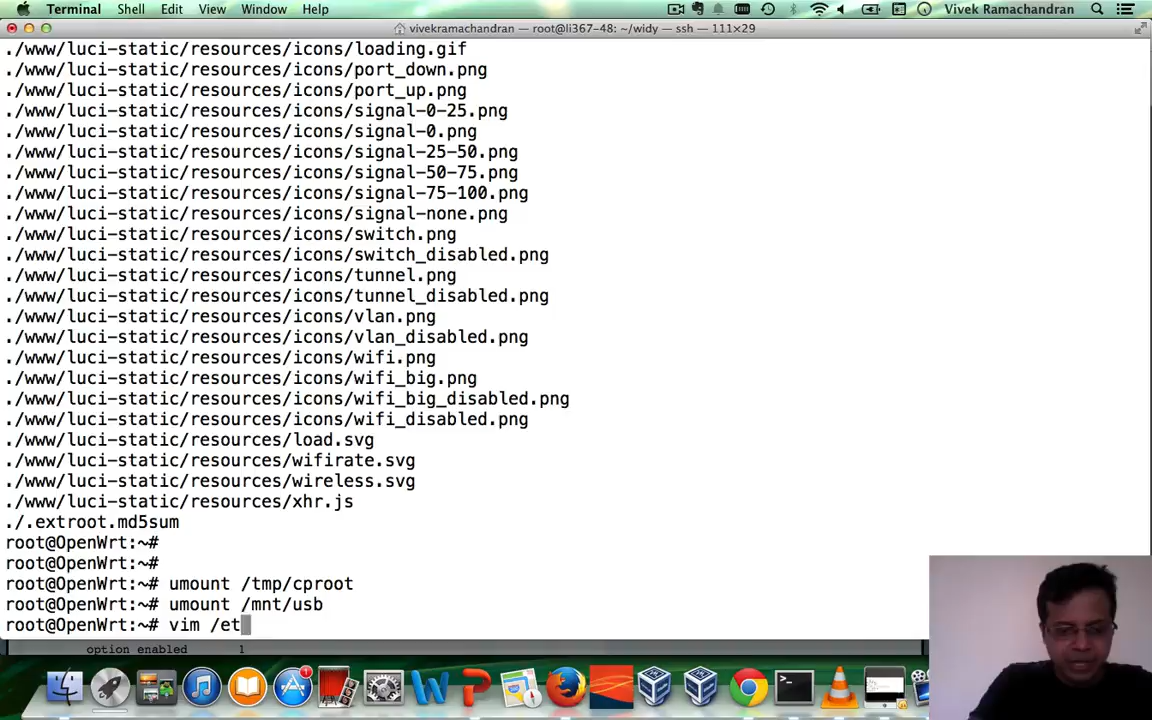 Terminal Shell Edit View Window Help Vivek Ramachandran
vivekramachandran — root@li367-48: ~/widy — ssh — 111×29
./www/luci-static/resources/icons/loading.gif
./www/luci-static/resources/icons/port_down.png
./www/luci-static/resources/icons/port_up.png
./www/luci-static/resources/icons/signal-0-25.png
./www/luci-static/resources/icons/signal-0.png
./www/luci-static/resources/icons/signal-25-50.png
./www/luci-static/resources/icons/signal-50-75.png
./www/luci-static/resources/icons/signal-75-100.png
./www/luci-static/resources/icons/signal-none.png
./www/luci-static/resources/icons/switch.png
./www/luci-static/resources/icons/switch_disabled.png
./www/luci-static/resources/icons/tunnel.png
./www/luci-static/resources/icons/tunnel_disabled.png
./www/luci-static/resources/icons/vlan.png
./www/luci-static/resources/icons/vlan_disabled.png
./www/luci-static/resources/icons/wifi.png
./www/luci-static/resources/icons/wifi_big.png
./www/luci-static/resources/icons/wifi_big_disabled.png
./www/luci-static/resources/icons/wifi_disabled.png
./www/luci-static/resources/load.svg
./www/luci-static/resources/wifirate.svg
./www/luci-static/resources/wireless.svg
./www/luci-static/resources/xhr.js
./.extroot.md5sum
root@OpenWrt:~#
root@OpenWrt:~#
root@OpenWrt:~# umount /tmp/cproot
root@OpenWrt:~# umount /mnt/usb
root@OpenWrt:~# vim /et
option enabled 1